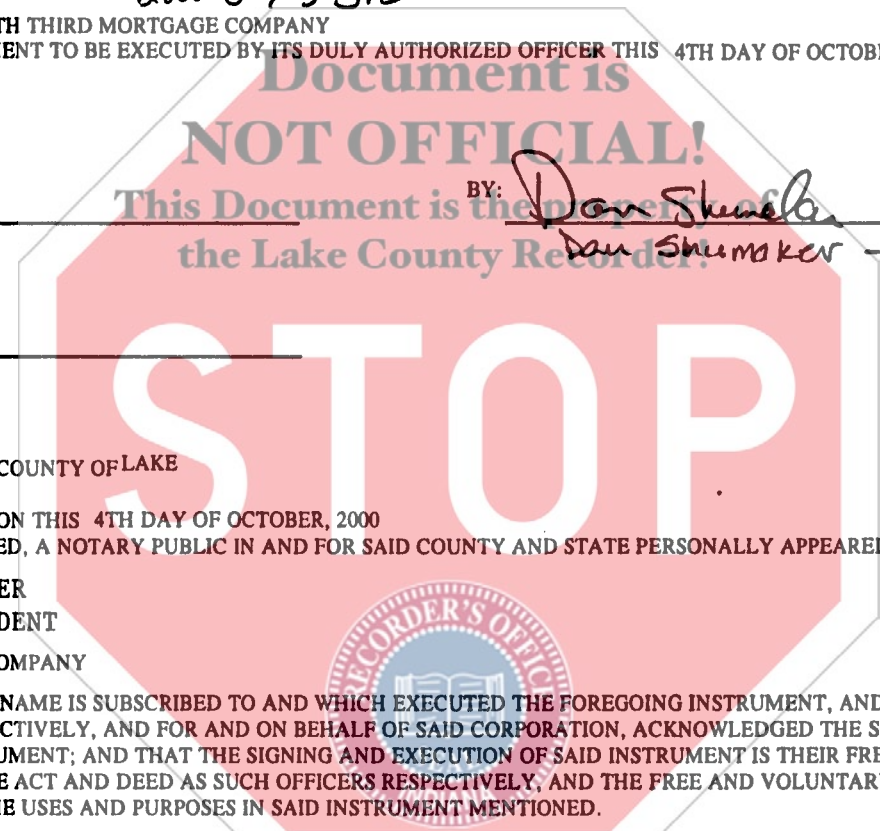 TH THIRD MORTGAGE COMPANY
ENT TO BE EXECUTED BY ITS DULY AUTHORIZED OFFICER THIS 4TH DAY OF OCTOB
Document is
NOT OFFICIAL!
This Document is the property of
the Lake County Recorder!
BY: Dan Shumaker
Dan Shumaker
STOP
COUNTY OF LAKE
ON THIS 4TH DAY OF OCTOBER, 2000
ED, A NOTARY PUBLIC IN AND FOR SAID COUNTY AND STATE PERSONALLY APPEARED
ER
DENT
OMPANY
RECORDER'S OFFICE
NAME IS SUBSCRIBED TO AND WHICH EXECUTED THE FOREGOING INSTRUMENT, AND
CTIVELY, AND FOR AND ON BEHALF OF SAID CORPORATION, ACKNOWLEDGED THE S
UMENT; AND THAT THE SIGNING AND EXECUTION OF SAID INSTRUMENT IS THEIR FRE
E ACT AND DEED AS SUCH OFFICERS RESPECTIVELY, AND THE FREE AND VOLUNTAR
E USES AND PURPOSES IN SAID INSTRUMENT MENTIONED.
INDIANA